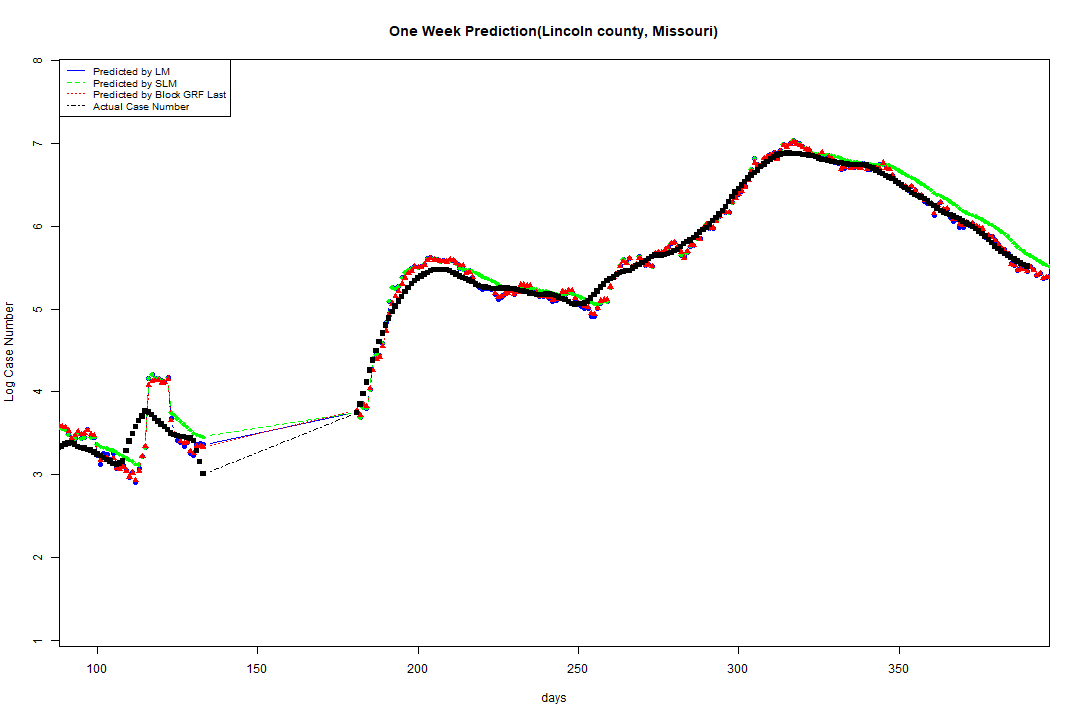 One Week Prediction(Lincoln county, Missouri)
Predicted by LM
Predicted by SLM
Predicted by Block GRF Last
Actual Case Number
Log Case Number
8
7
6
5
4
3
2
1
100 150 200 250 300 350
days